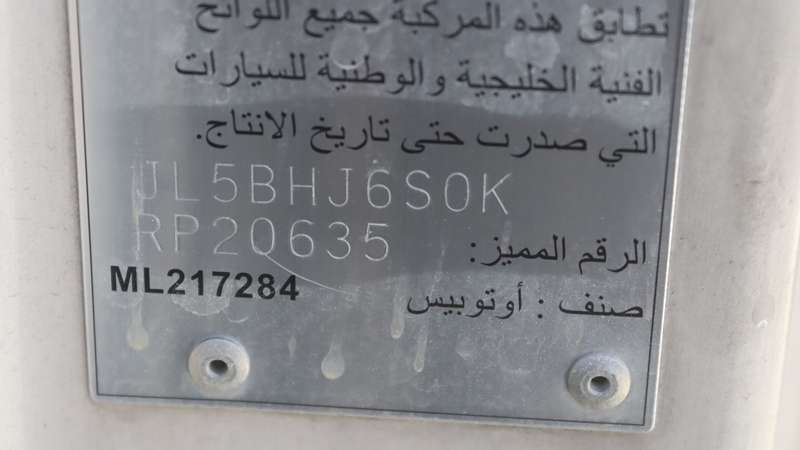 تطابق هذه المركبة جميع اللوائح
الفنية الخليجية والوطنية للسيارات
التي صدرت حتى تاريخ الانتاج.
JL5BHJ6S0K
RP20635
الرقم المميز:
ML217284
صنف : أوتوبيس